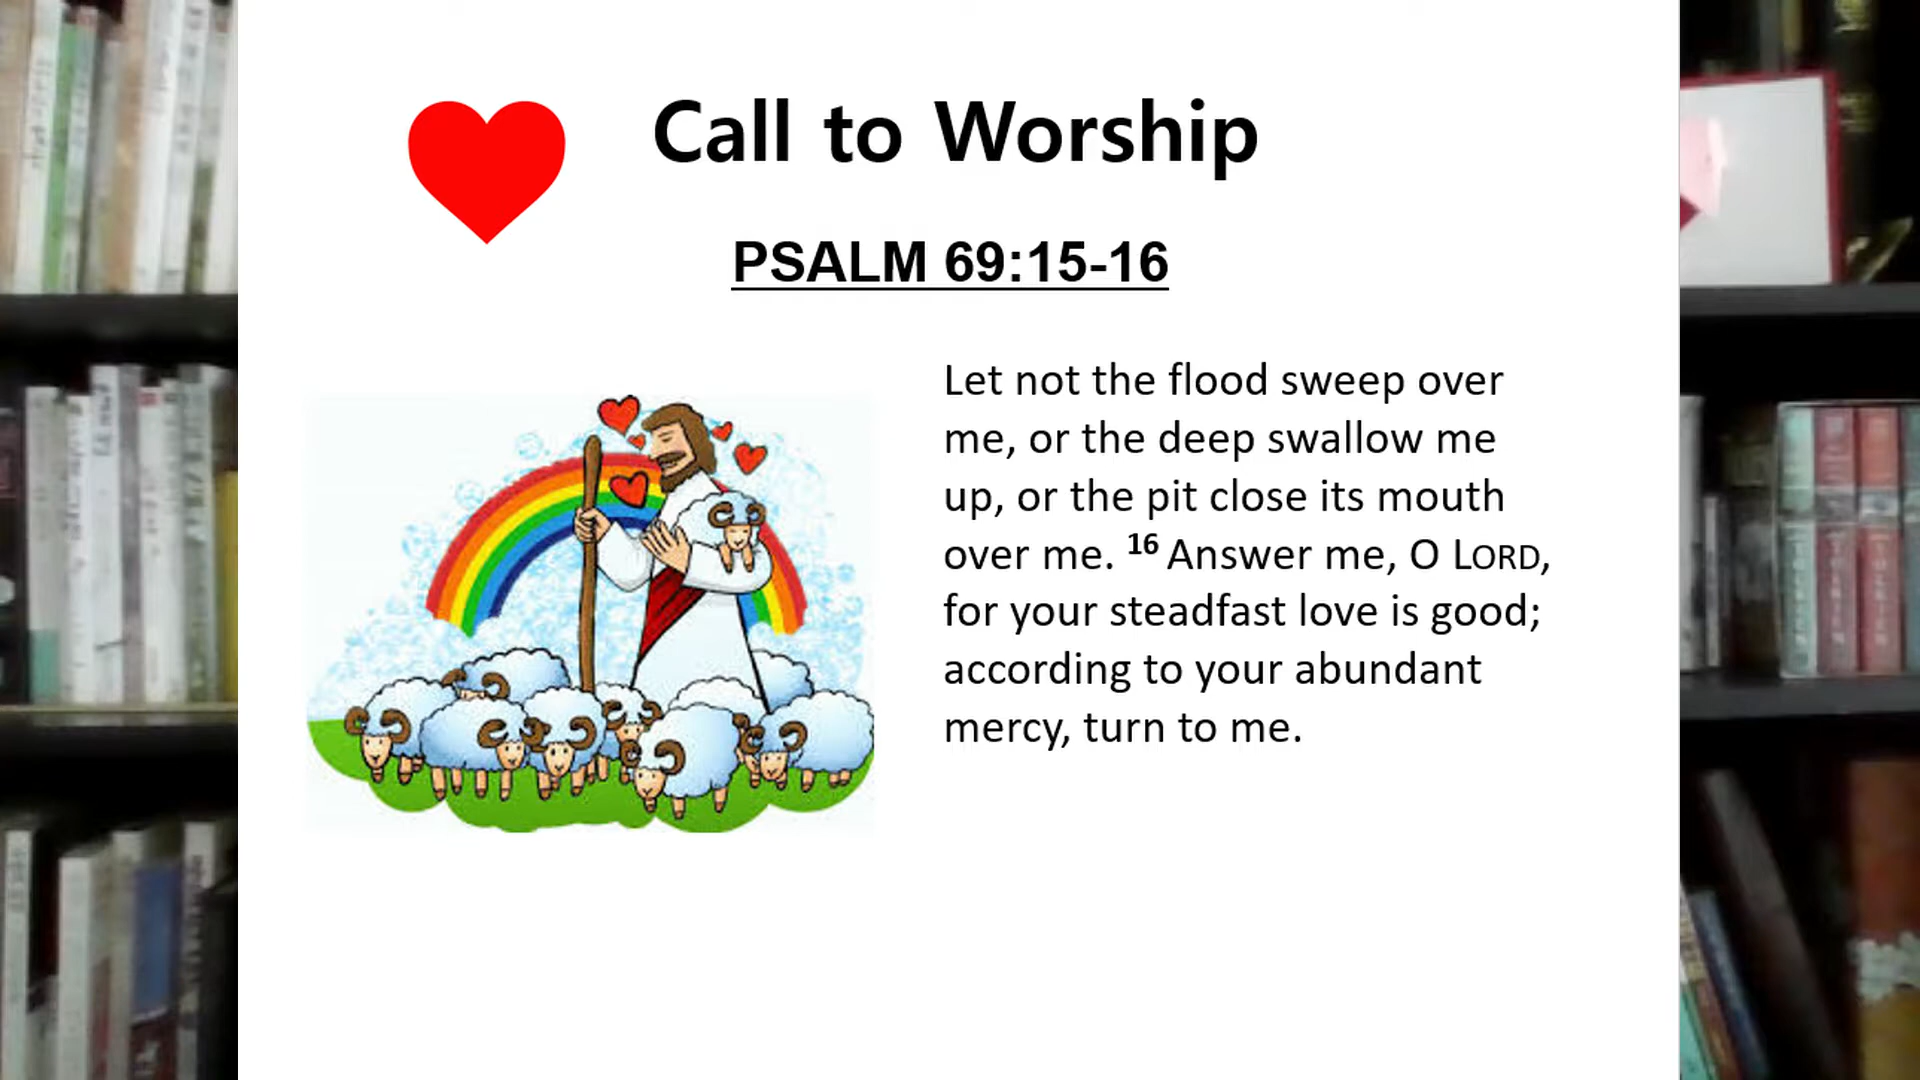 Call to Worship
PSALM 69:15-16
Let not the flood sweep over
me, or the deep swallow me
up, or the pit close its mouth
over me. 16 Answer me, O LORD,
for your steadfast love is good;
according to your abundant
mercy, turn to me.